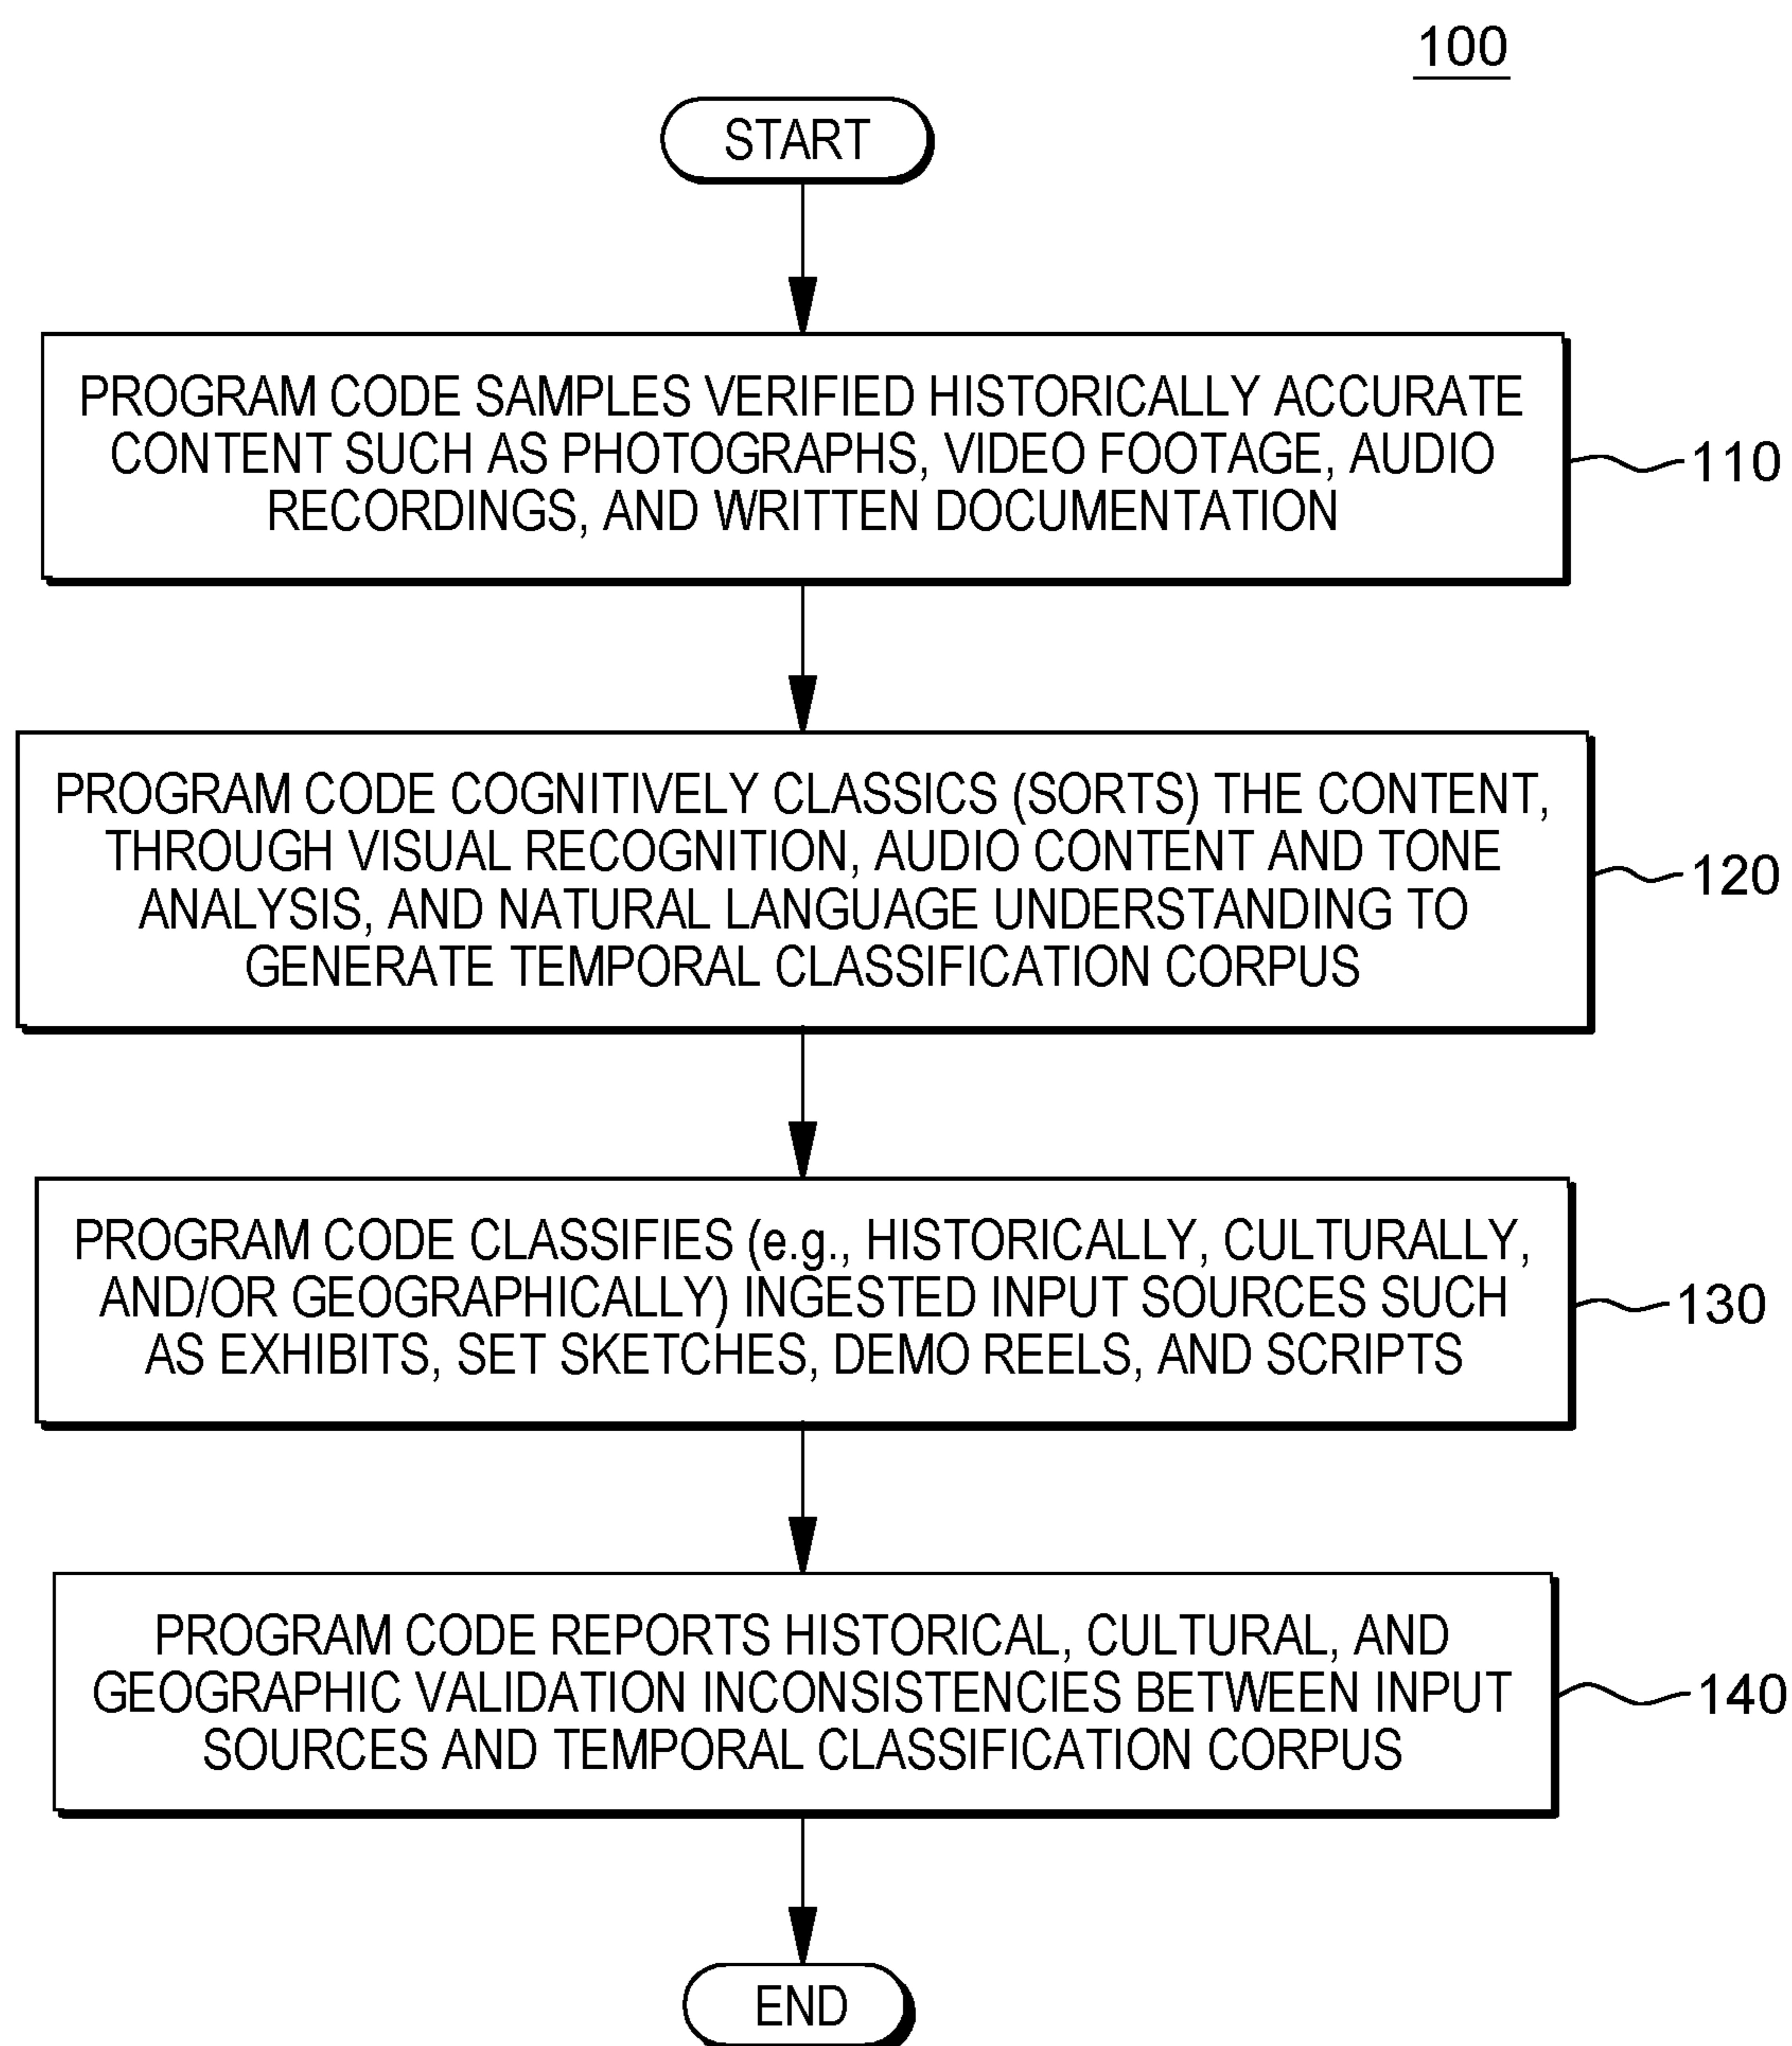 100
START
PROGRAM CODE SAMPLES VERIFIED HISTORICALLY ACCURATE
CONTENT SUCH AS PHOTOGRAPHS, VIDEO FOOTAGE, AUDIO
RECORDINGS, AND WRITTEN DOCUMENTATION
110
PROGRAM CODE COGNITIVELY CLASSICS (SORTS) THE CONTENT,
THROUGH VISUAL RECOGNITION, AUDIO CONTENT AND TONE
ANALYSIS, AND NATURAL LANGUAGE UNDERSTANDING TO
GENERATE TEMPORAL CLASSIFICATION CORPUS
120
PROGRAM CODE CLASSIFIES (e.g., HISTORICALLY, CULTURALLY,
AND/OR GEOGRAPHICALLY) INGESTED INPUT SOURCES SUCH
AS EXHIBITS, SET SKETCHES, DEMO REELS, AND SCRIPTS
130
PROGRAM CODE REPORTS HISTORICAL, CULTURAL, AND
GEOGRAPHIC VALIDATION INCONSISTENCIES BETWEEN INPUT
SOURCES AND TEMPORAL CLASSIFICATION CORPUS
140
END